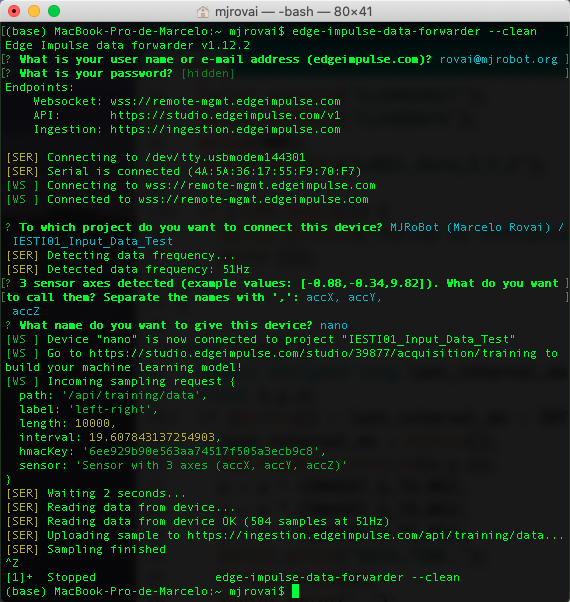 mjrovai — -bash — 80×41
[(base) MacBook-Pro-de-Marcelo:~ mjrovai$ edge-impulse-data-forwarder --clean ]
Edge Impulse data forwarder v1.12.2
[? What is your user name or e-mail address (edgeimpulse.com)? rovai@mjrobot.org ]
[? What is your password? [hidden] ]
Endpoints:
    Websocket: wss://remote-mgmt.edgeimpulse.com
    API:       https://studio.edgeimpulse.com/v1
    Ingestion: https://ingestion.edgeimpulse.com

[SER] Connecting to /dev/tty.usbmodem144301
[SER] Serial is connected (4A:5A:36:17:55:F9:70:F7)
[WS ] Connecting to wss://remote-mgmt.edgeimpulse.com
[WS ] Connected to wss://remote-mgmt.edgeimpulse.com

? To which project do you want to connect this device? MJRoBot (Marcelo Rovai) /
 IESTI01_Input_Data_Test
[SER] Detecting data frequency...
[SER] Detected data frequency: 51Hz
[? 3 sensor axes detected (example values: [-0.08,-0.34,9.82]). What do you want ]
[to call them? Separate the names with ',': accX, accY, ]
 accZ
? What name do you want to give this device? nano
[WS ] Device "nano" is now connected to project "IESTI01_Input_Data_Test"
[WS ] Go to https://studio.edgeimpulse.com/studio/39877/acquisition/training to
build your machine learning model!
[WS ] Incoming sampling request {
  path: '/api/training/data',
  label: 'left-right',
  length: 10000,
  interval: 19.607843137254903,
  hmacKey: '6ee929b90e563aa74517f505a3ecb9c8',
  sensor: 'Sensor with 3 axes (accX, accY, accZ)'
}
[SER] Waiting 2 seconds...
[SER] Reading data from device...
[SER] Reading data from device OK (504 samples at 51Hz)
[SER] Uploading sample to https://ingestion.edgeimpulse.com/api/training/data...
[SER] Sampling finished
^Z
[1]+  Stopped                 edge-impulse-data-forwarder --clean
(base) MacBook-Pro-de-Marcelo:~ mjrovai$